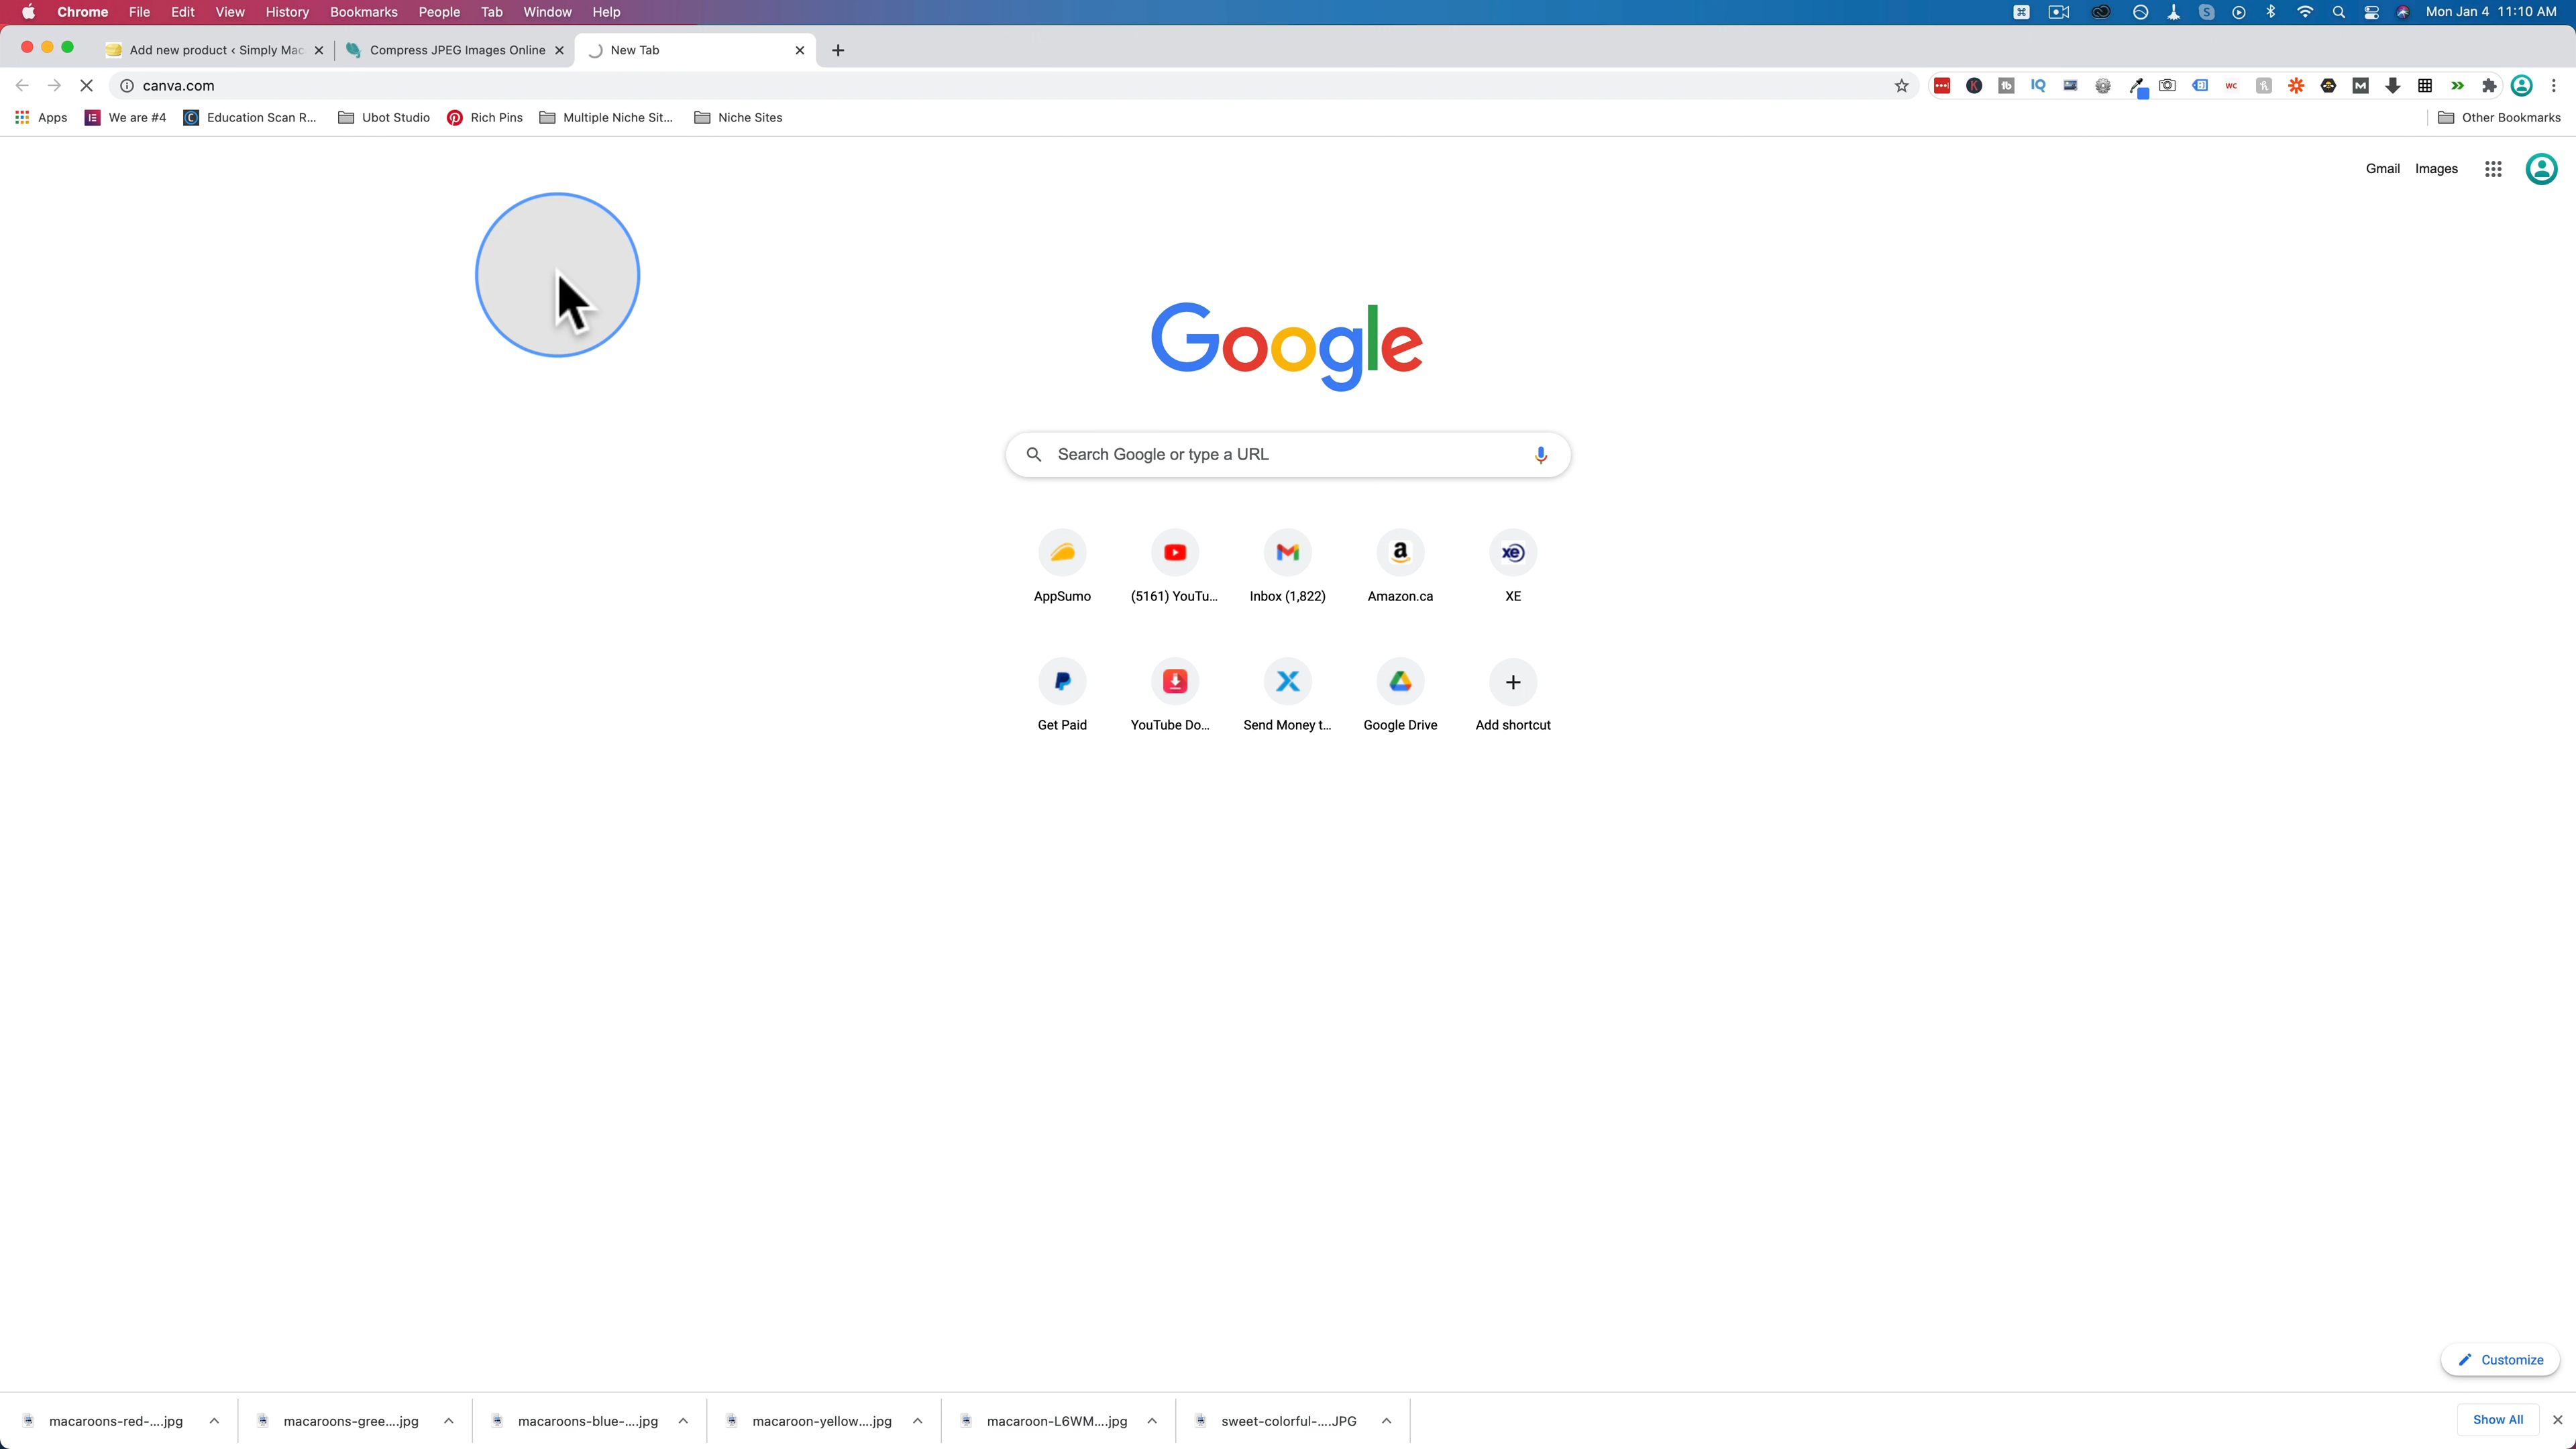 Chrome File Edit View History Bookmarks People Tab Window Help Mon Jan 4 11:10 AM
Add new product ‹ Simply Mac Compress JPEG Images Online New Tab
canva.com
Apps We are #4 Education Scan R... Ubot Studio Rich Pins Multiple Niche Sit... Niche Sites Other Bookmarks
Gmail Images
Google
Search Google or type a URL
AppSumo (5161) YouTu... Inbox (1,822) Amazon.ca XE
Get Paid YouTube Do... Send Money t... Google Drive Add shortcut
Customize
macaroons-red-....jpg macaroons-gree....jpg macaroons-blue-....jpg macaroon-yellow....jpg macaroon-L6WM....jpg sweet-colorful-....JPG Show All